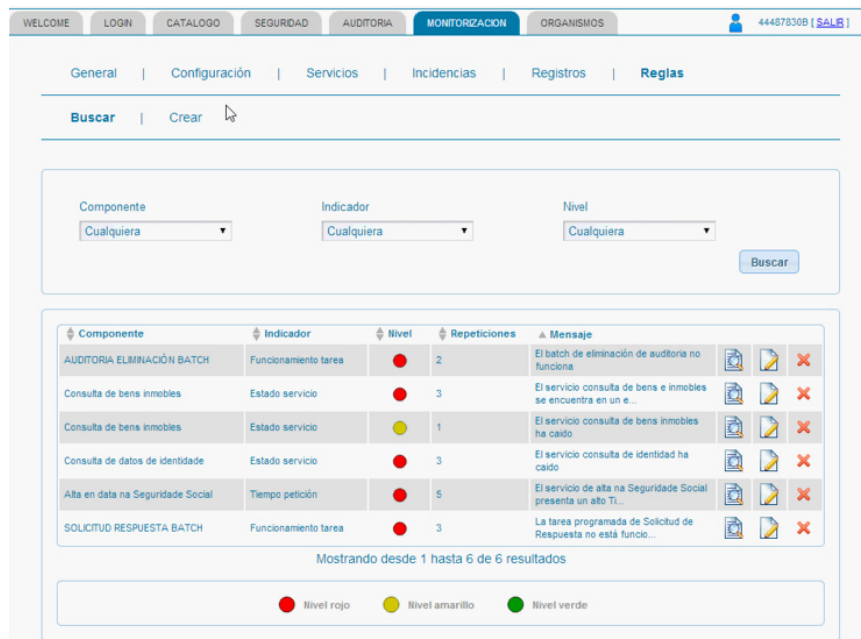 WELCOME LOGIN CATALOGO SEGURIDAD AUDITORIA MONITORIZACION ORGANISMOS 44487830B [ SALIR ]
General | Configuración | Servicios | Incidencias | Registros | Reglas
Buscar | Crear
Componente Indicador Nivel
Cualquiera Cualquiera Cualquiera
Buscar
Componente Indicador Nivel Repeticiones Mensaje
AUDITORIA ELIMINACIÓN BATCH Funcionamiento tarea 2 El batch de eliminación de auditoria no
funciona
Consulta de bens inmobles Estado servicio 3 El servicio consulta de bens e inmobles
se encuentra en un e...
Consulta de bens inmobles Estado servicio 1 El servicio consulta de bens inmobles
ha caido
Consulta de datos de identidade Estado servicio 3 El servicio consulta de identidad ha
caido
Alta en data na Seguridade Social Tiempo petición 5 El servicio de alta na Seguridade Social
presenta un alto Ti...
SOLICITUD RESPUESTA BATCH Funcionamiento tarea 3 La tarea programada de Solicitud de
Respuesta no está funcio...
Mostrando desde 1 hasta 6 de 6 resultados
Nivel rojo Nivel amarillo Nivel verde